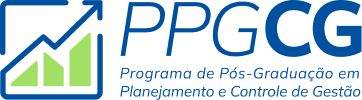 PPGCG
Programa de Pós-Graduação em
Planejamento e Controle de Gestão